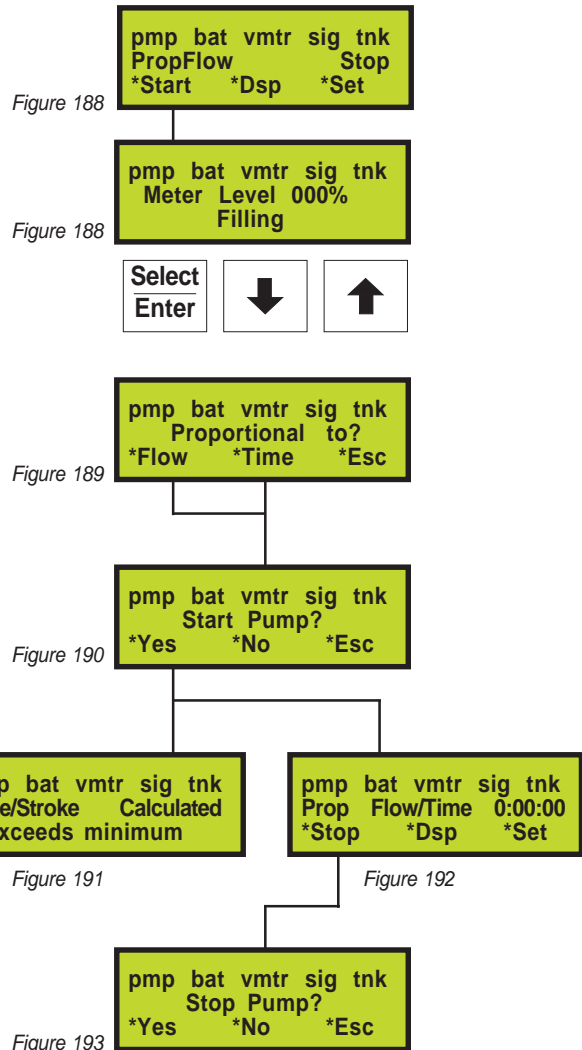 pmp bat vmtr sig tnk
PropFlow Stop
*Start *Dsp *Set
Figure 188
pmp bat vmtr sig tnk
Meter Level 000%
Filling
Figure 188
Select
Enter
pmp bat vmtr sig tnk
Proportional to?
*Flow *Time *Esc
Figure 189
pmp bat vmtr sig tnk
Start Pump?
*Yes *No *Esc
Figure 190
bat vmtr sig tnk
/Stroke Calculated
xceeds minimum
Figure 191
pmp bat vmtr sig tnk
Prop Flow/Time 0:00:00
*Stop *Dsp *Set
Figure 192
pmp bat vmtr sig tnk
Stop Pump?
*Yes *No *Esc
Figure 193